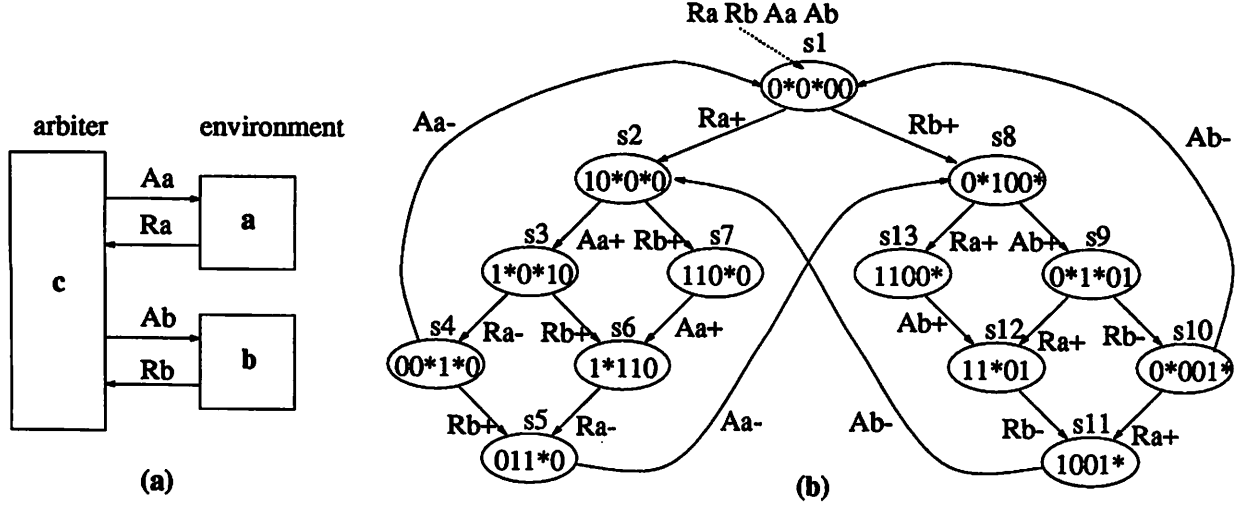 Ra Rb Aa Ab
s1
0*0*00
arbiter
environment
Aa
Ra
a
c
Ab
Rb
b
(a)
Aa-
Ra+
Rb+
Ab-
s2
10*0*0
s8
0*100*
s3
Aa+
Rb+
s7
1*0*10
110*0
s13
Ra+
Ab+
s9
1100*
0*1*01
s4
Ra-
Rb+
s6
Aa+
00*1*0
1*110
Ab+
s12
Ra+
Rb-
s10
11*01
0*001*
Rb+
s5
Ra-
011*0
Aa-
Ab-
Rb-
s11
Ra+
1001*
(b)